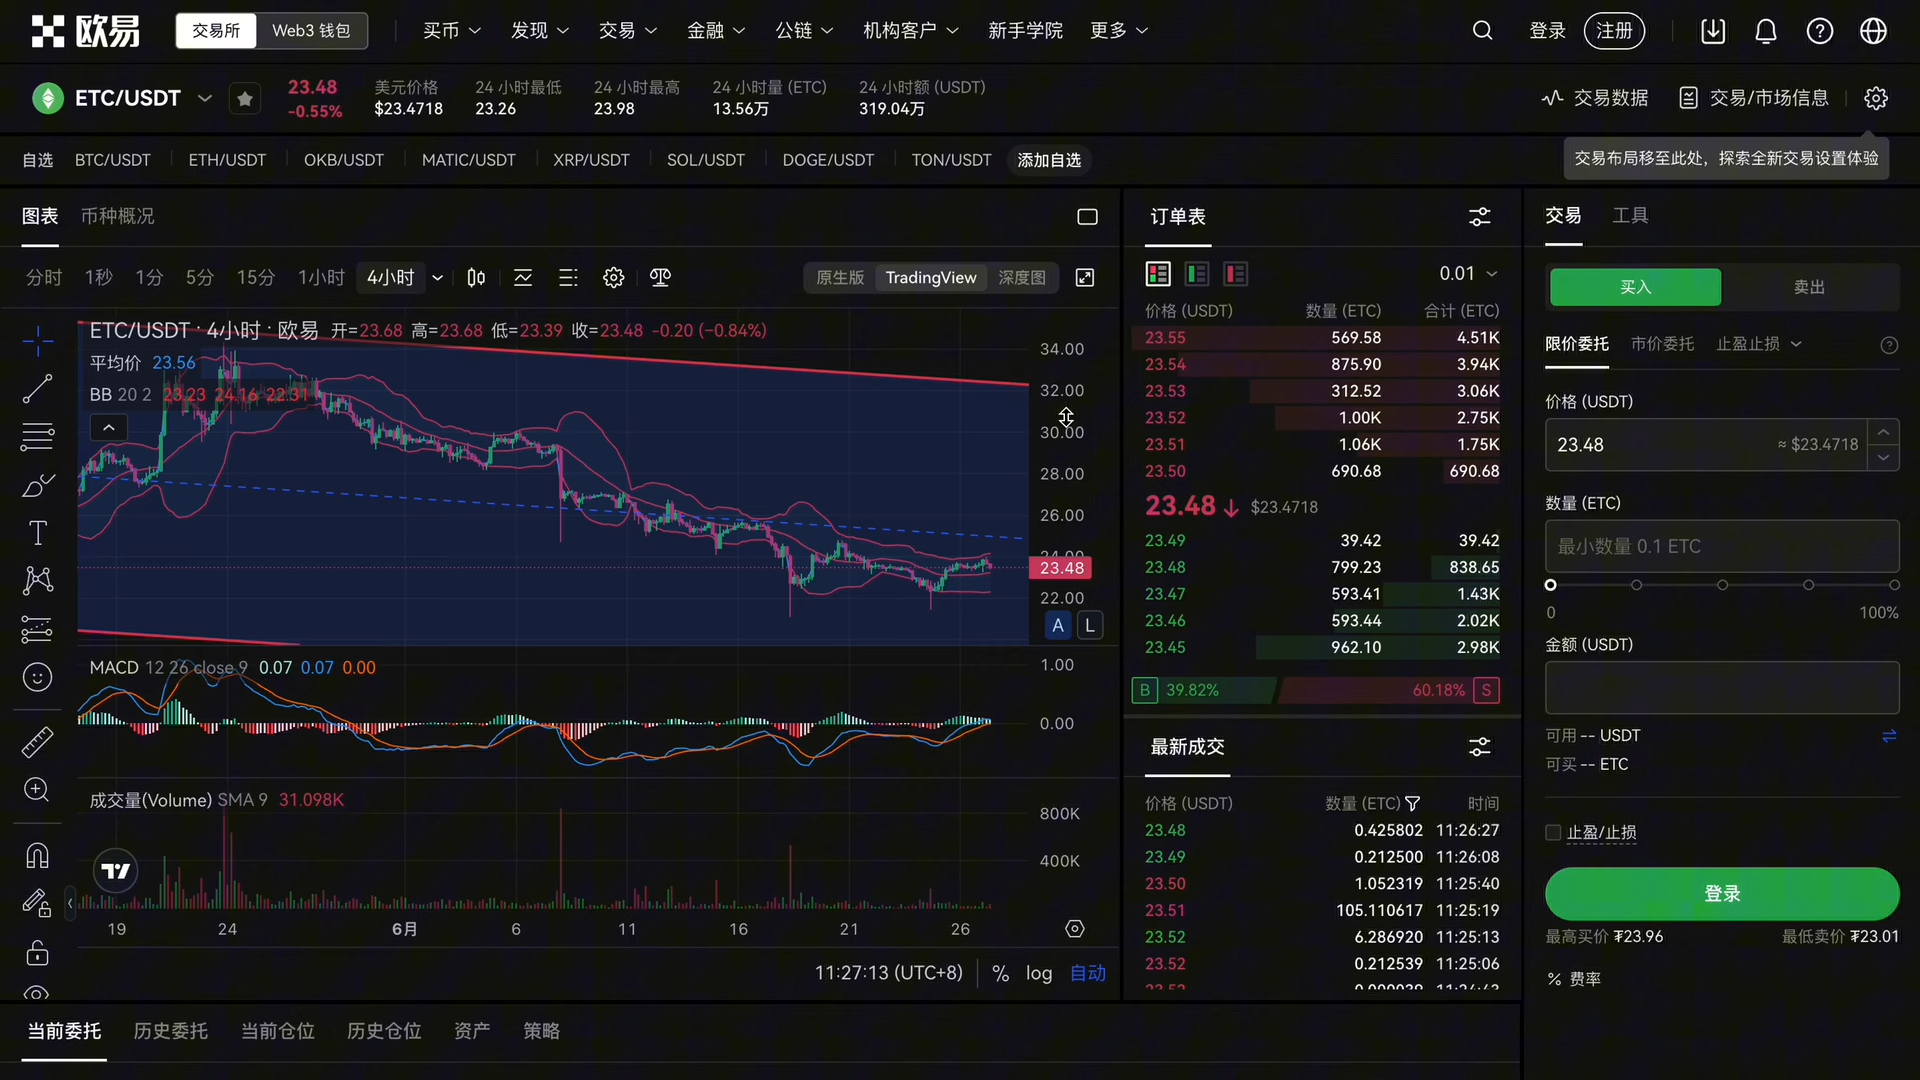 欧易 交易所 Web3 钱包 买币 发现 交易 金融 公链 机构客户 新手学院 更多 登录 注册
ETC/USDT 23.48 -0.55% 美元价格 $23.4718 24 小时最低 23.26 24 小时最高 23.98 24 小时量 (ETC) 13.56万 24 小时额 (USDT) 319.04万 交易数据 交易/市场信息
自选 BTC/USDT ETH/USDT OKB/USDT MATIC/USDT XRP/USDT SOL/USDT DOGE/USDT TON/USDT 添加自选
交易布局移至此处，探索全新交易设置体验
图表 币种概况
分时 1秒 1分 5分 15分 1小时 4小时 原生版 TradingView 深度图
ETC/USDT · 4小时 · 欧易 开=23.68 高=23.68 低=23.39 收=23.48 -0.20 (−0.84%)
平均价 23.56
BB 20 2 23.23 24.16 22.31
34.00
32.00
30.00
28.00
26.00
24.00
23.48
22.00
A L
MACD 12 26 close 9 0.07 0.07 0.00
1.00
0.00
成交量(Volume) SMA 9 31.098K
800K
400K
19 24 6月 6 11 16 21 26
11:27:13 (UTC+8) % log 自动
订单表
0.01
价格 (USDT) 数量 (ETC) 合计 (ETC)
23.55 569.58 4.51K
23.54 875.90 3.94K
23.53 312.52 3.06K
23.52 1.00K 2.75K
23.51 1.06K 1.75K
23.50 690.68 690.68
23.48 $23.4718
23.49 39.42 39.42
23.48 799.23 838.65
23.47 593.41 1.43K
23.46 593.44 2.02K
23.45 962.10 2.98K
B 39.82% 60.18% S
最新成交
价格 (USDT) 数量 (ETC) 时间
23.48 0.425802 11:26:27
23.49 0.212500 11:26:08
23.50 1.052319 11:25:40
23.51 105.110617 11:25:19
23.52 6.286920 11:25:13
23.52 0.212539 11:25:06
交易 工具
买入 卖出
限价委托 市价委托 止盈止损
价格 (USDT)
23.48 ≈ $23.4718
数量 (ETC)
最小数量 0.1 ETC
0 100%
金额 (USDT)
可用 -- USDT
可买 -- ETC
止盈/止损
登录
最高买价 ₮23.96 最低卖价 ₮23.01
% 费率
当前委托 历史委托 当前仓位 历史仓位 资产 策略